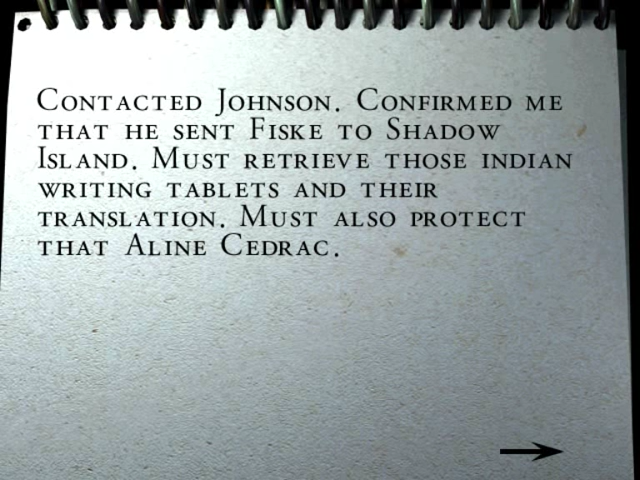 Contacted Johnson. Confirmed me
that he sent Fiske to Shadow
Island. Must retrieve those indian
writing tablets and their
translation. Must also protect
that Aline Cedrac.